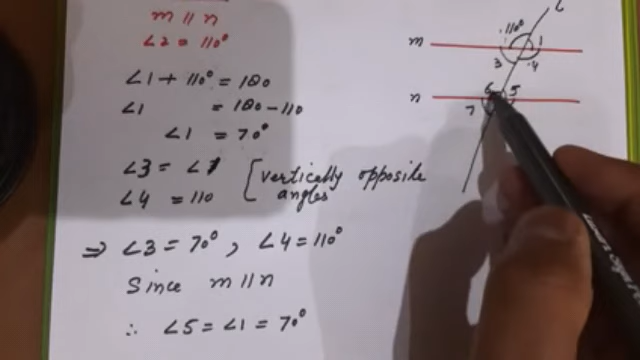 m || n
∠2 = 110°
∠1 + 110° = 180
∠1 = 180 - 110
∠1 = 70°
∠3 = ∠1
∠4 = 110
[vertically opposite
angles
⇒ ∠3 = 70°, ∠4 = 110°
Since m || n
∴ ∠5 = ∠1 = 70°
l
110°
1
m
3
4
6
5
n
7